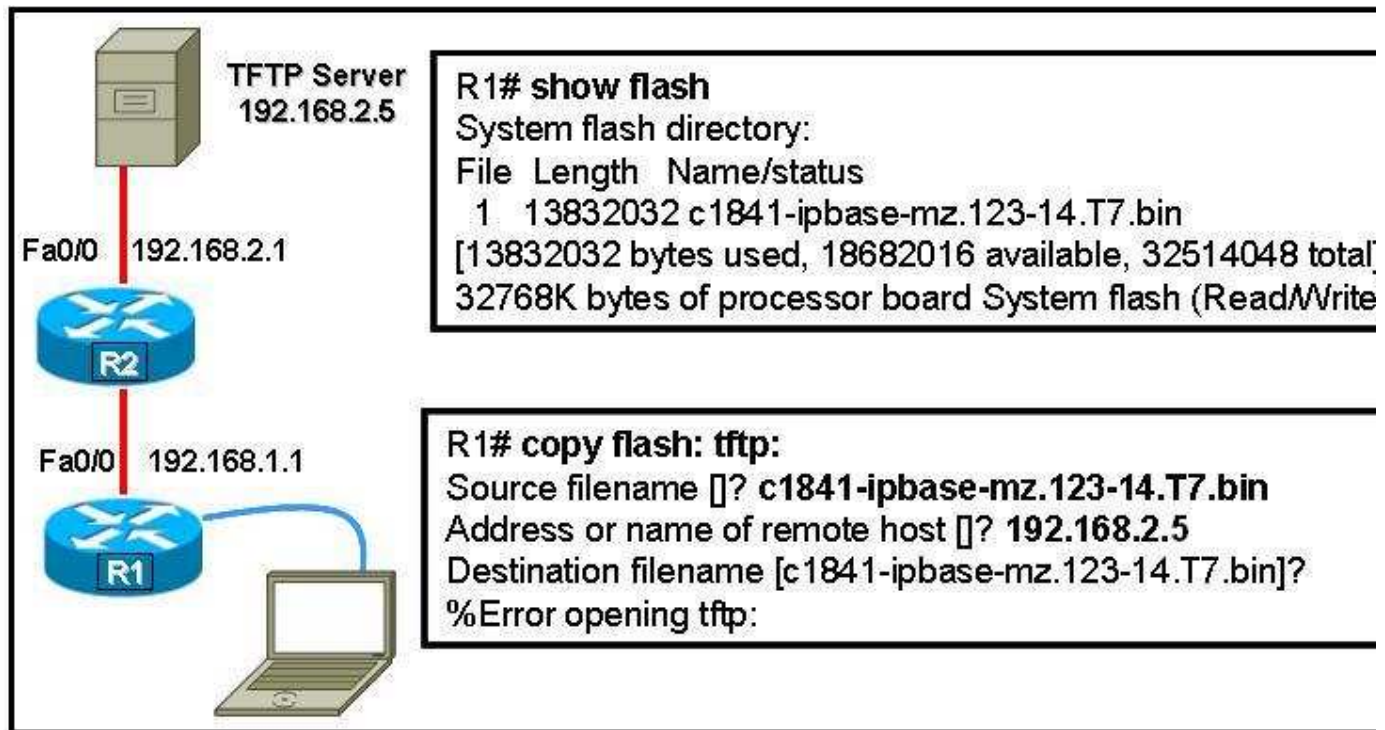 TFTP Server
192.168.2.5
Fa0/0 192.168.2.1
R2
Fa0/0 192.168.1.1
R1
R1# show flash
System flash directory:
File Length Name/status
1 13832032 c1841-ipbase-mz.123-14.T7.bin
[13832032 bytes used, 18682016 available, 32514048 total]
32768K bytes of processor board System flash (Read/Write
R1# copy flash: tftp:
Source filename []? c1841-ipbase-mz.123-14.T7.bin
Address or name of remote host []? 192.168.2.5
Destination filename [c1841-ipbase-mz.123-14.T7.bin]?
%Error opening tftp: